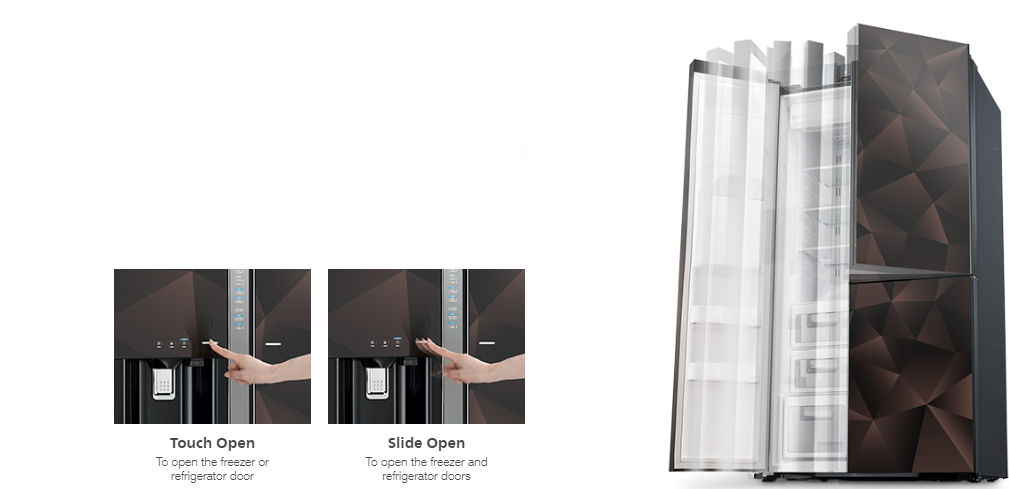 Touch Open
To open the freezer or
refrigerator door
Slide Open
To open the freezer and
refrigerator doors